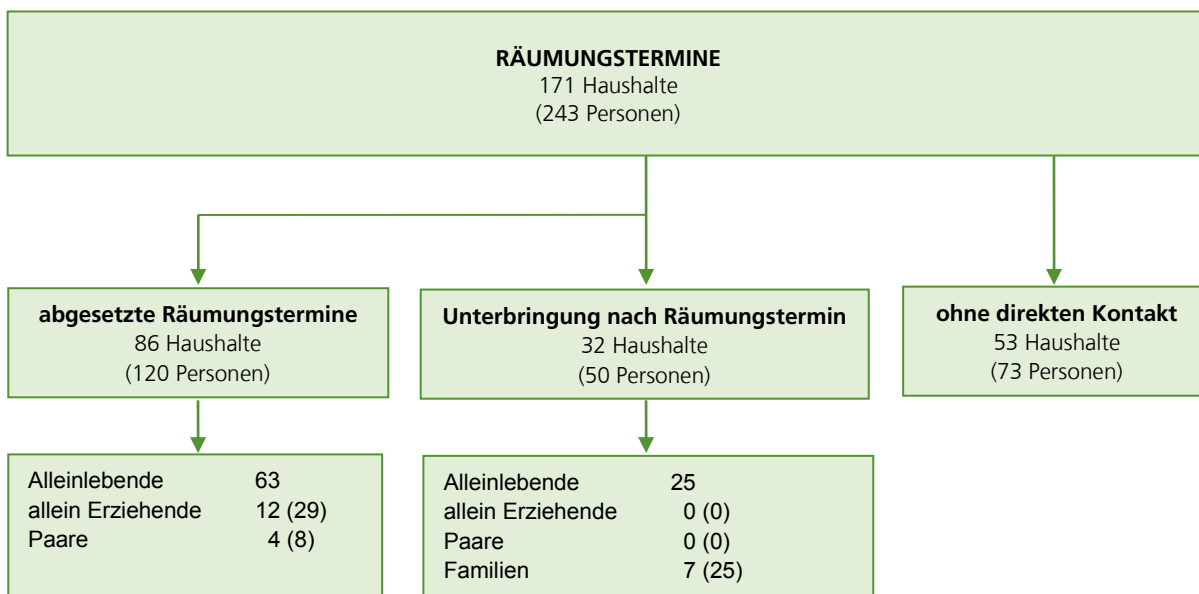 RÄUMUNGSTERMINE
171 Haushalte
(243 Personen)
abgesetzte Räumungstermine
86 Haushalte
(120 Personen)
Unterbringung nach Räumungstermin
32 Haushalte
(50 Personen)
ohne direkten Kontakt
53 Haushalte
(73 Personen)
Alleinlebende 63
allein Erziehende 12 (29)
Paare 4 (8)
Alleinlebende 25
allein Erziehende 0 (0)
Paare 0 (0)
Familien 7 (25)